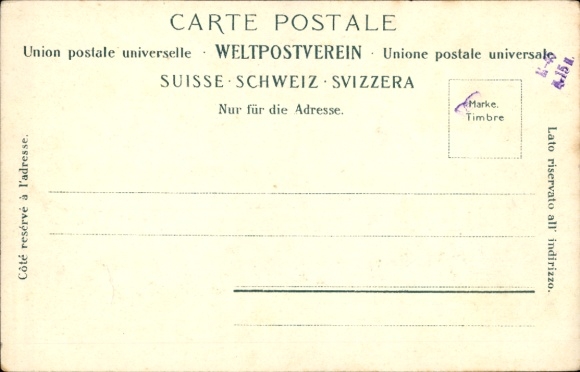 CARTE POSTALE
Union postale universelle · WELTPOSTVEREIN · Unione postale universale
SUISSE · SCHWEIZ · SVIZZERA
Nur für die Adresse.
Marke.
Timbre
Côté resérvé à l'adresse.
Lato riservato all' indirizzo.